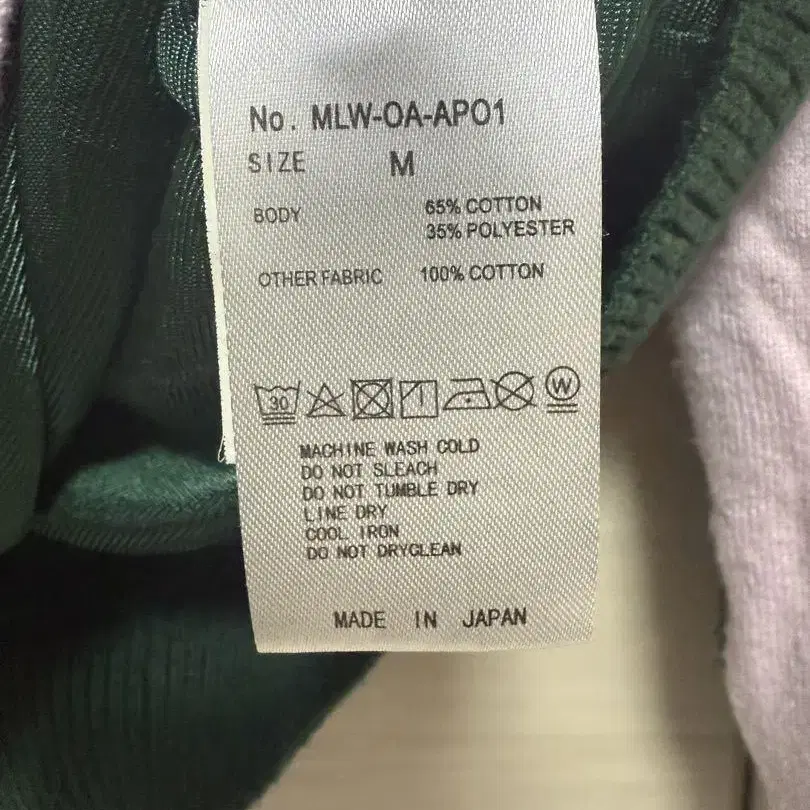 No. MLW-OA-AP01
SIZE M
BODY 65% COTTON
35% POLYESTER
OTHER FABRIC 100% COTTON
30 W
MACHINE WASH COLD
DO NOT SLEACH
DO NOT TUMBLE DRY
LINE DRY
COOL IRON
DO NOT DRYCLEAN
MADE IN JAPAN